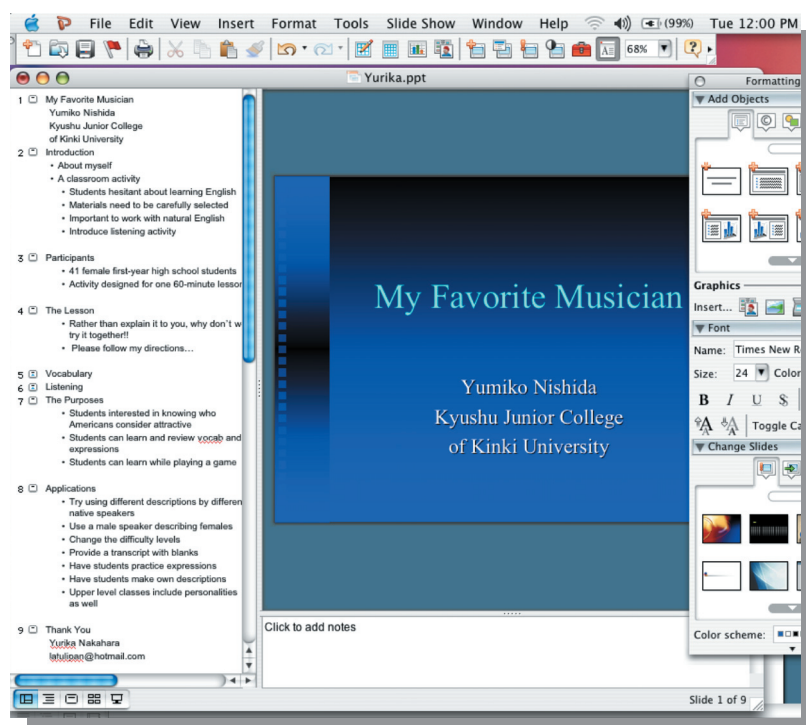 File Edit View Insert Format Tools Slide Show Window Help (99%) Tue 12:00 PM
68%
Yurika.ppt
1 My Favorite Musician
Yumiko Nishida
Kyushu Junior College
of Kinki University
2 Introduction
• About myself
• A classroom activity
• Students hesitant about learning English
• Materials need to be carefully selected
• Important to work with natural English
• Introduce listening activity
3 Participants
• 41 female first-year high school students
• Activity designed for one 60-minute lesson
4 The Lesson
• Rather than explain it to you, why don't w
try it together!!
• Please follow my directions…
5 Vocabulary
6 Listening
7 The Purposes
• Students interested in knowing who
Americans consider attractive
• Students can learn and review vocab and
expressions
• Students can learn while playing a game
8 Applications
• Try using different descriptions by differen
native speakers
• Use a male speaker describing females
• Change the difficulty levels
• Provide a transcript with blanks
• Have students practice expressions
• Have students make own descriptions
• Upper level classes include personalities
as well
9 Thank You
Yurika Nakahara
latulipan@hotmail.com
My Favorite Musician
Yumiko Nishida
Kyushu Junior College
of Kinki University
Click to add notes
Formatting
Add Objects
Graphics
Insert...
Font
Name: Times New R
Size: 24 Color
B I U S
Toggle Ca
Change Slides
Color scheme:
Slide 1 of 9